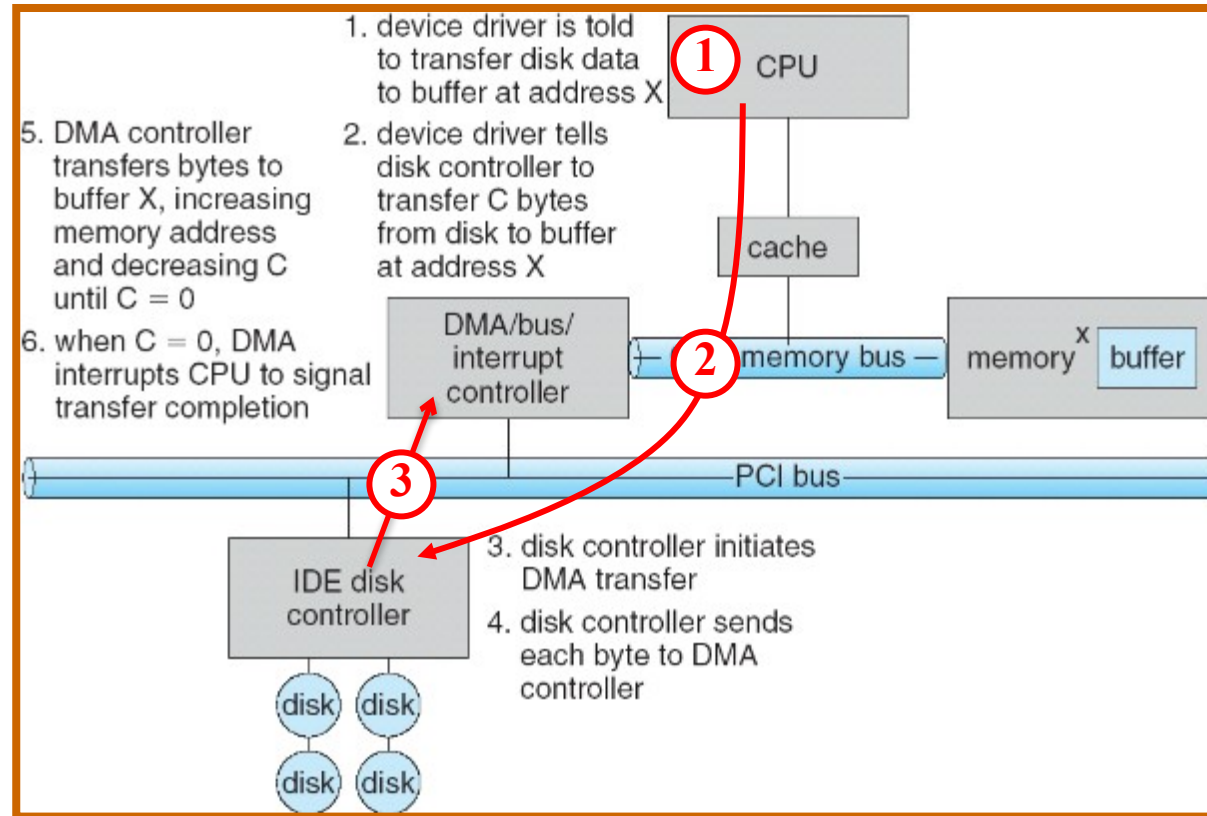 1. device driver is told
to transfer disk data
to buffer at address X
2. device driver tells
disk controller to
transfer C bytes
from disk to buffer
at address X
5. DMA controller
transfers bytes to
buffer X, increasing
memory address
and decreasing C
until C = 0
6. when C = 0, DMA
interrupts CPU to signal
transfer completion
1
CPU
cache
DMA/bus/
interrupt
controller
2
memory bus
memory
x
buffer
3
PCI bus
IDE disk
controller
3. disk controller initiates
DMA transfer
4. disk controller sends
each byte to DMA
controller
disk disk
disk disk